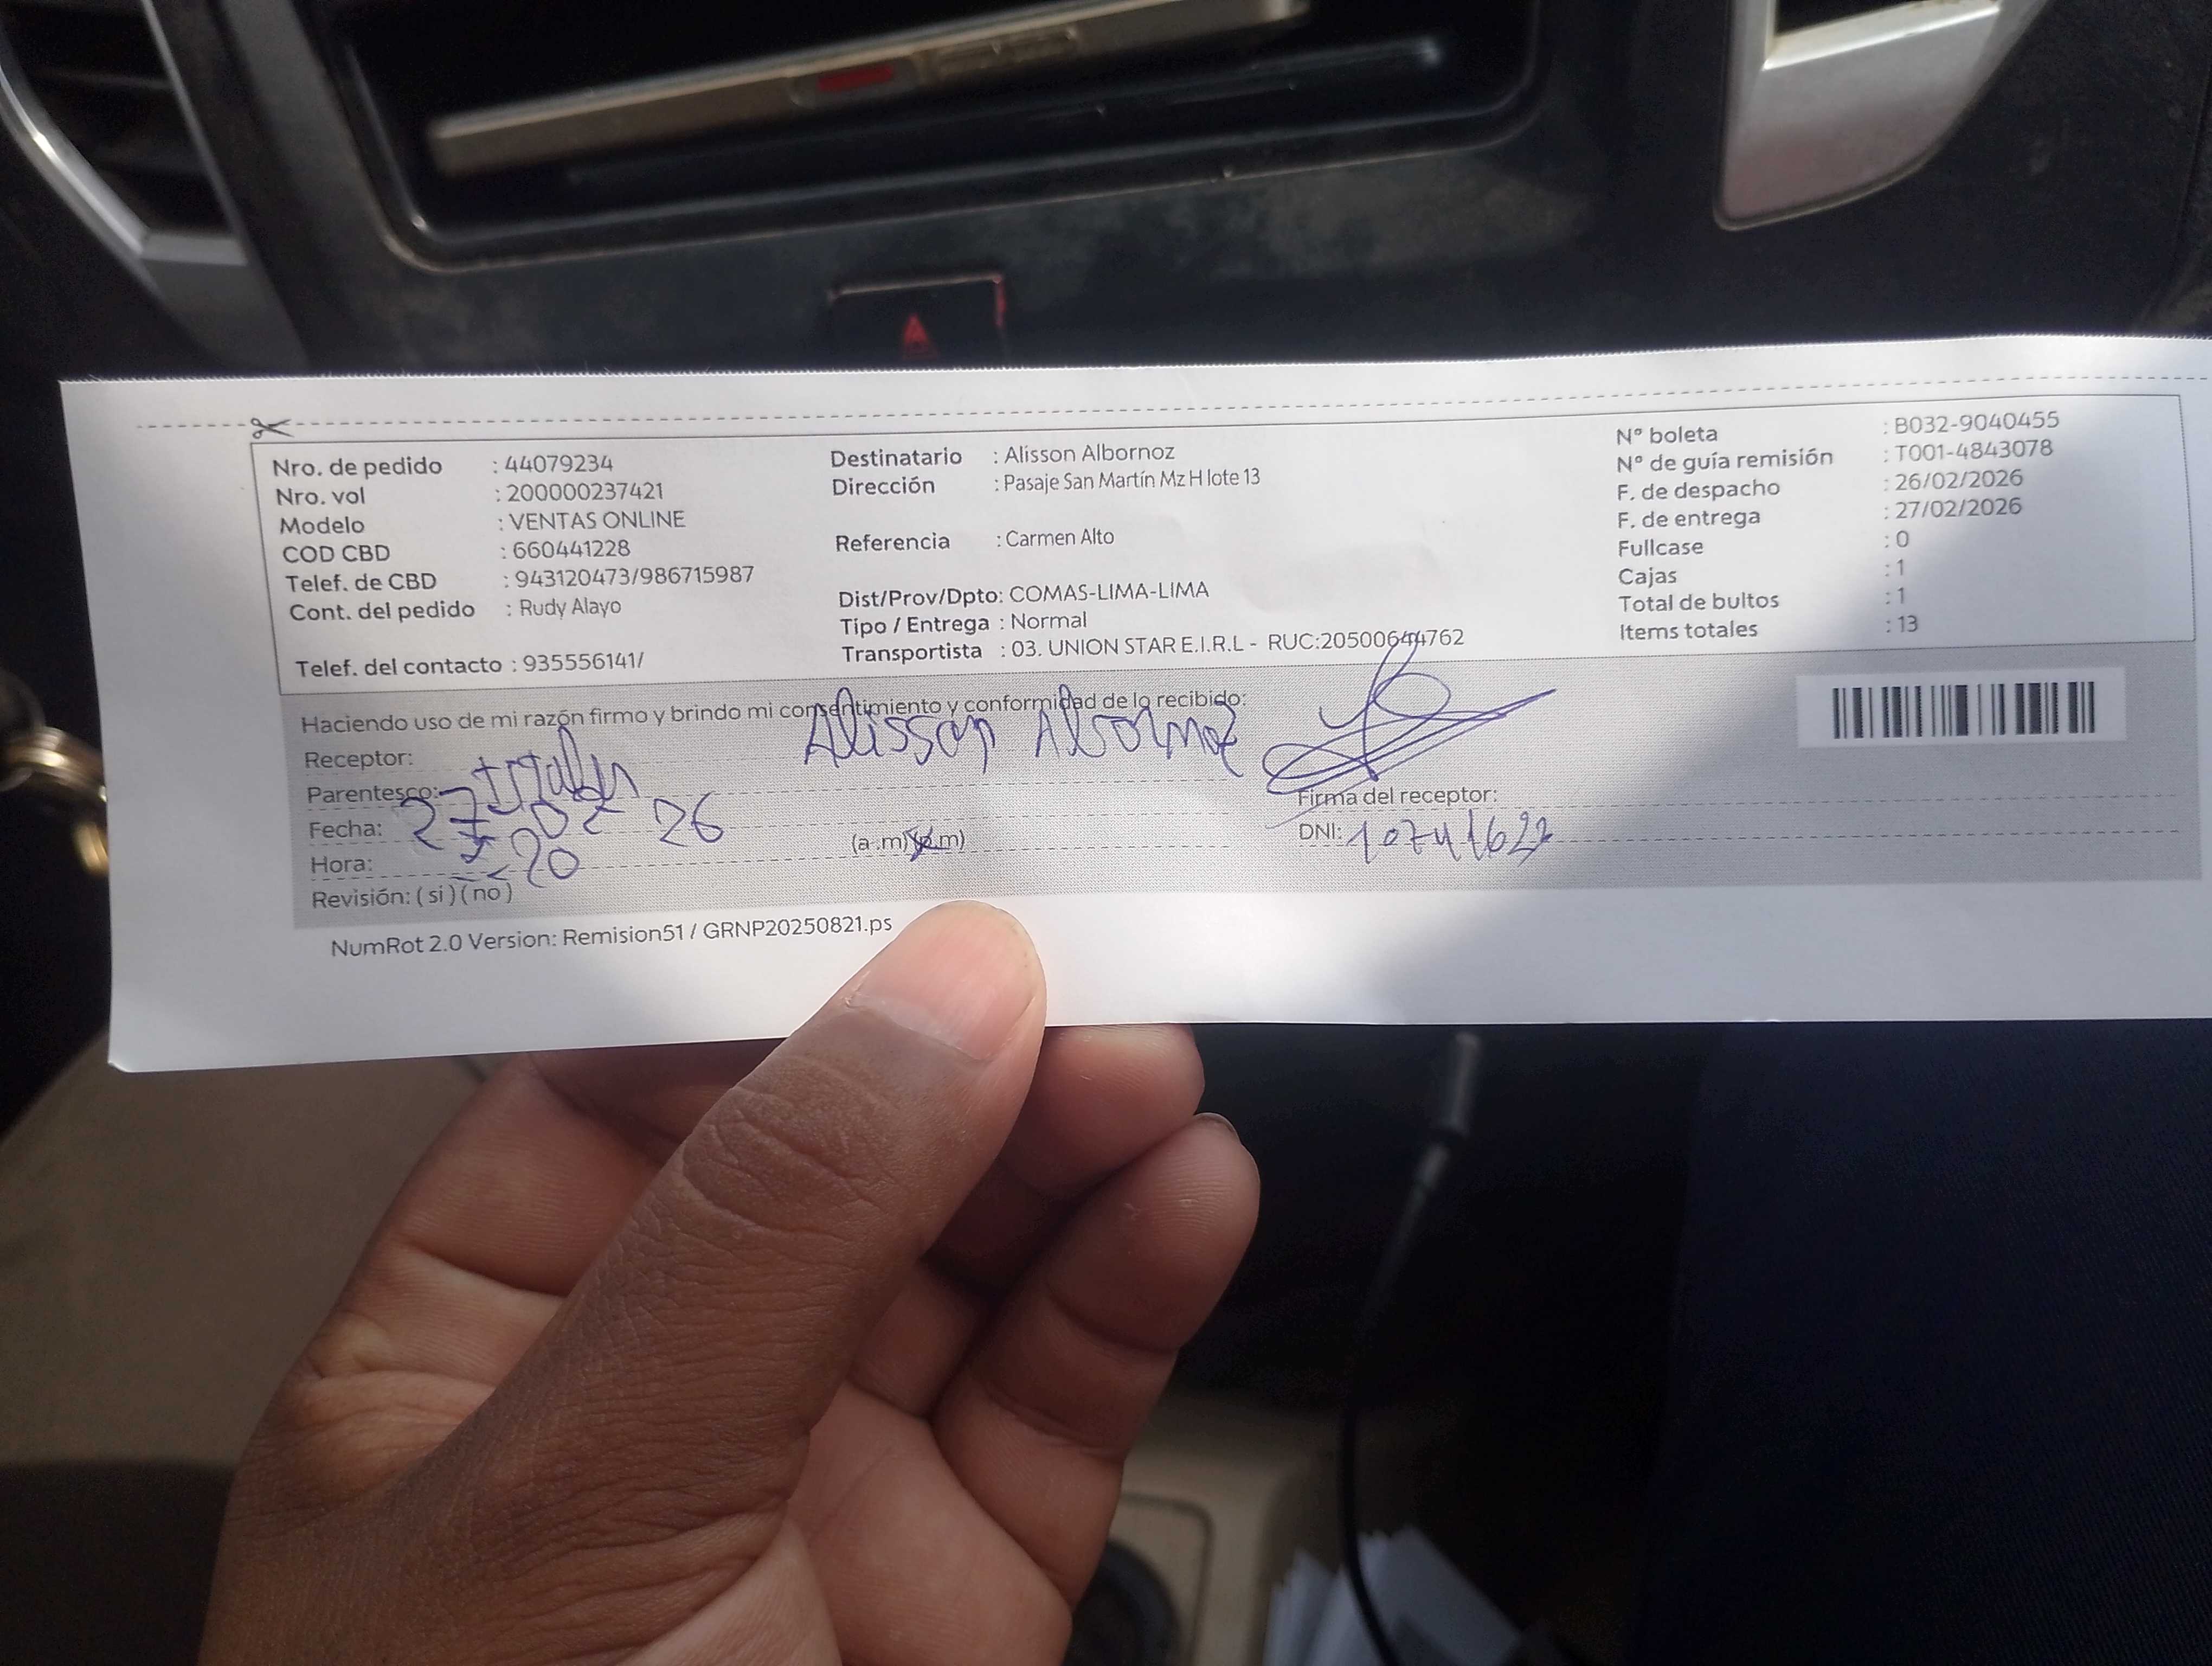 Nro. de pedido : 44079234
Nro. vol : 200000237421
Modelo : VENTAS ONLINE
COD CBD : 660441228
Telef. de CBD : 943120473/986715987
Cont. del pedido : Rudy Alayo
Telef. del contacto : 935556141/
Destinatario : Alisson Albornoz
Dirección : Pasaje San Martín Mz H lote 13
Referencia : Carmen Alto
Dist/Prov/Dpto: COMAS-LIMA-LIMA
Tipo / Entrega : Normal
Transportista : 03. UNION STAR E.I.R.L - RUC:20500644762
N° boleta : B032-9040455
N° de guía remisión : T001-4843078
F. de despacho : 26/02/2026
F. de entrega : 27/02/2026
Fullcase : 0
Cajas : 1
Total de bultos : 1
Items totales : 13
Haciendo uso de mi razón firmo y brindo mi consentimiento y conformidad de lo recibido:
Receptor: Alisson Albornoz
Parentesco:
Fecha: 27 02 26
Hora: 20 (a.m) (p.m)
Revisión: ( si ) ( no )
Firma del receptor:
DNI:
NumRot 2.0 Version: Remision51 / GRNP20250821.ps